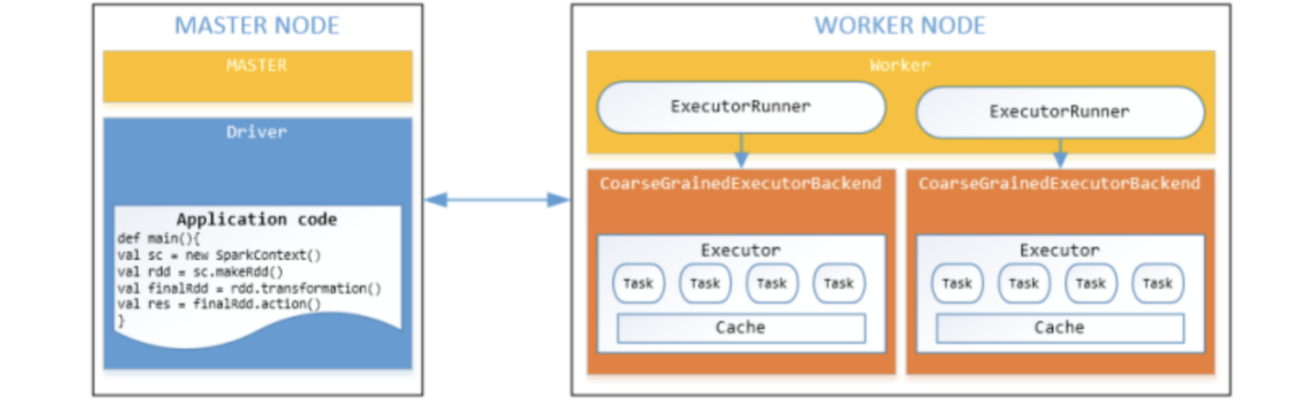 MASTER NODE
MASTER
Driver
Application code
def main(){
val sc = new SparkContext()
val rdd = sc.makeRdd()
val finalRdd = rdd.transformation()
val res = finalRdd.action()
}
WORKER NODE
Worker
ExecutorRunner
ExecutorRunner
CoarseGrainedExecutorBackend
Executor
Task Task Task Task
Cache
CoarseGrainedExecutorBackend
Executor
Task Task Task Task
Cache